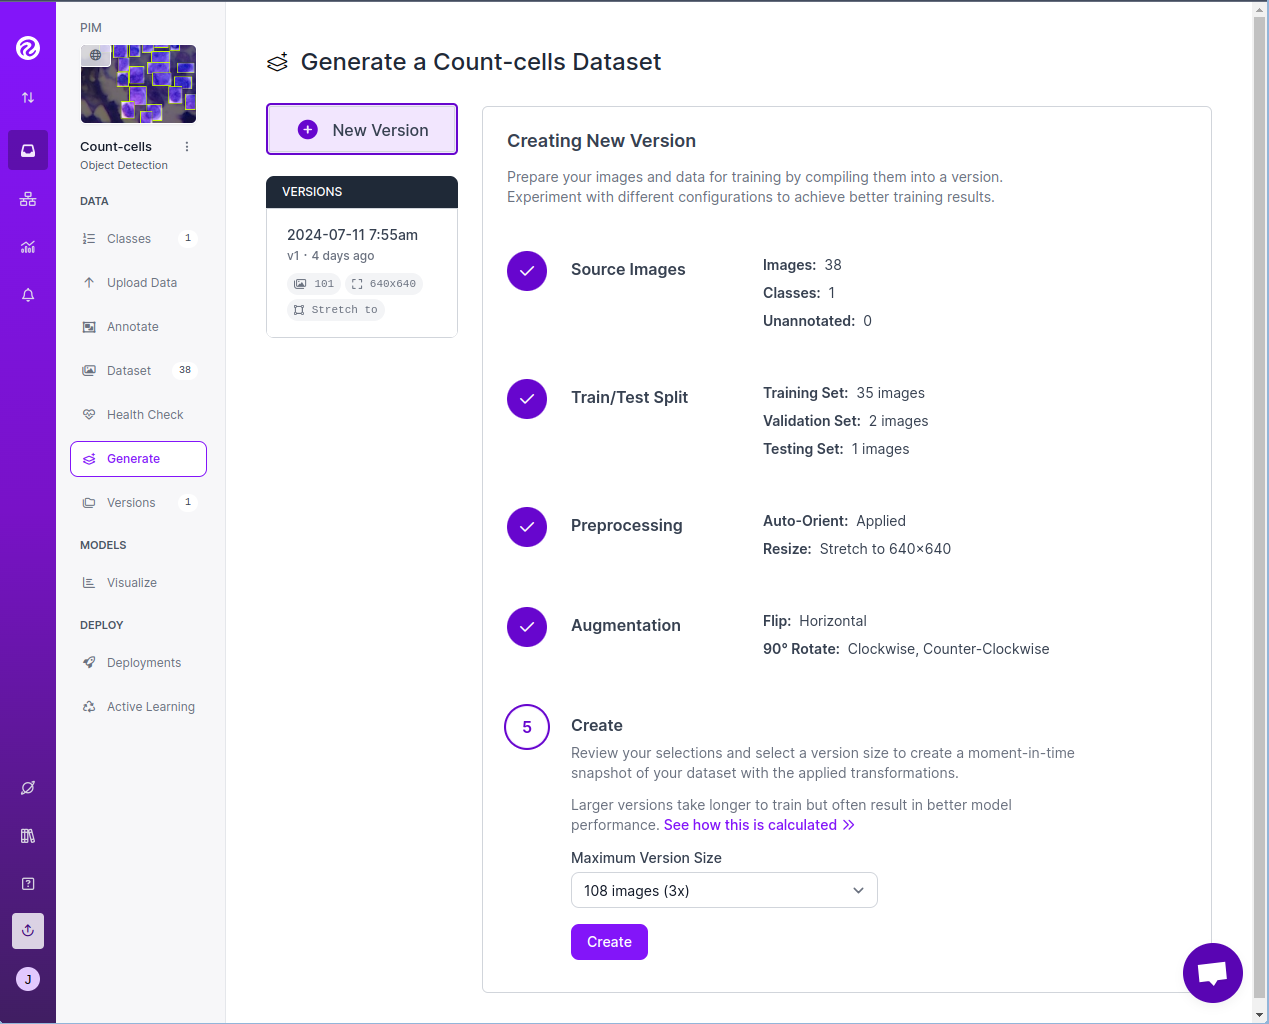 PIM
Count-cells
Object Detection
DATA
Classes 1
Upload Data
Annotate
Dataset 38
Health Check
Generate
Versions 1
MODELS
Visualize
DEPLOY
Deployments
Active Learning
J
Generate a Count-cells Dataset
New Version
VERSIONS
2024-07-11 7:55am
v1 · 4 days ago
101 640x640
Stretch to
Creating New Version
Prepare your images and data for training by compiling them into a version.
Experiment with different configurations to achieve better training results.
Source Images
Images: 38
Classes: 1
Unannotated: 0
Train/Test Split
Training Set: 35 images
Validation Set: 2 images
Testing Set: 1 images
Preprocessing
Auto-Orient: Applied
Resize: Stretch to 640×640
Augmentation
Flip: Horizontal
90° Rotate: Clockwise, Counter-Clockwise
5 Create
Review your selections and select a version size to create a moment-in-time
snapshot of your dataset with the applied transformations.
Larger versions take longer to train but often result in better model
performance. See how this is calculated
Maximum Version Size
108 images (3x)
Create